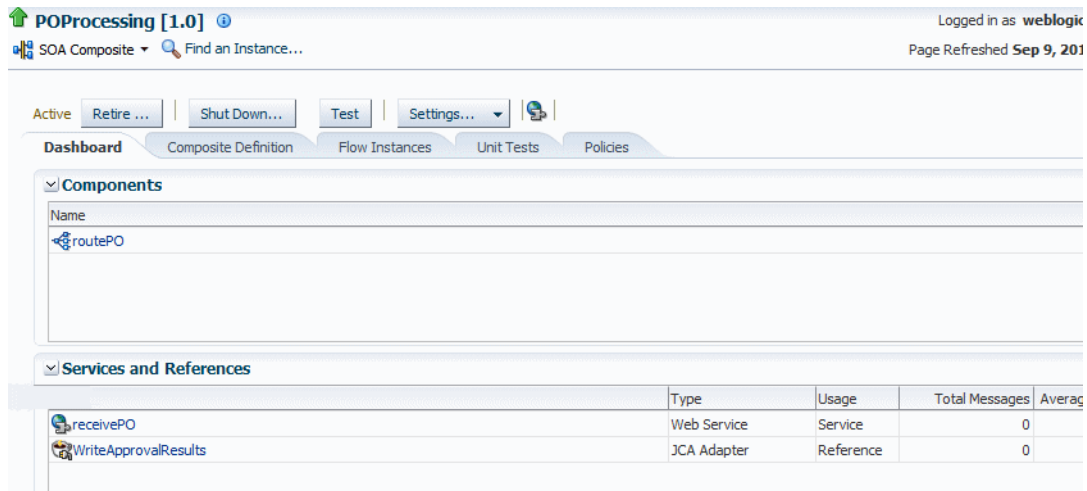 POProcessing [1.0] Logged in as weblogic
SOA Composite Find an Instance... Page Refreshed Sep 9, 201
Active Retire ... Shut Down... Test Settings...
Dashboard Composite Definition Flow Instances Unit Tests Policies
Components
Name
routePO
Services and References
Type Usage Total Messages Averag
receivePO Web Service Service 0
WriteApprovalResults JCA Adapter Reference 0